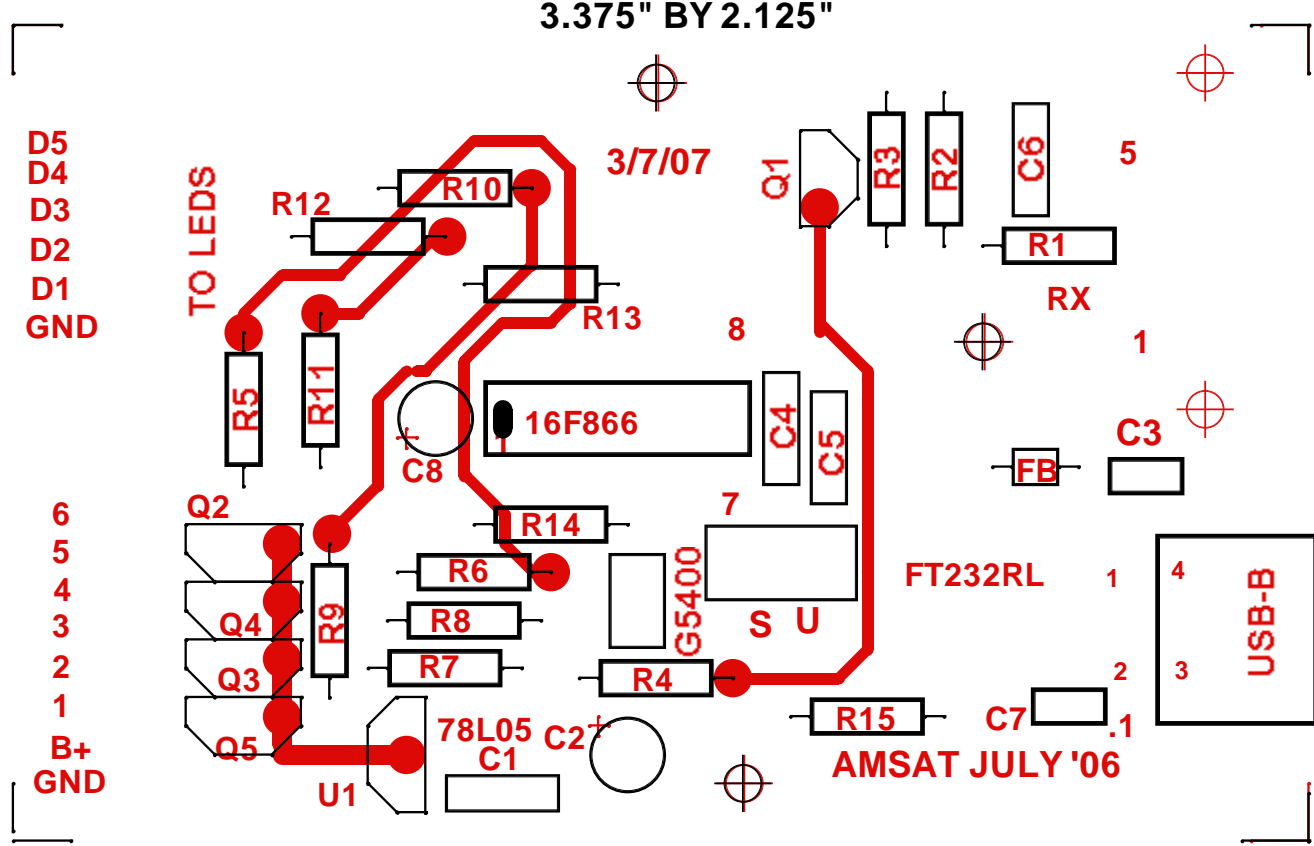 3.375" BY 2.125"
D5
D4
D3
D2
D1
GND
TO LEDS
R12
R10
3/7/07
Q1
R3
R2
C6
5
R1
RX
R13
8
1
R5
R11
C8
16F866
C4
C5
C3
FB
Q2
6
5
4
3
2
1
B+
GND
Q4
Q3
Q5
R9
R14
R6
R8
R7
7
G5400
S U
FT232RL
1
4
2
3
USB-B
R4
R15
C7
.1
78L05
C1
C2
U1
AMSAT JULY '06